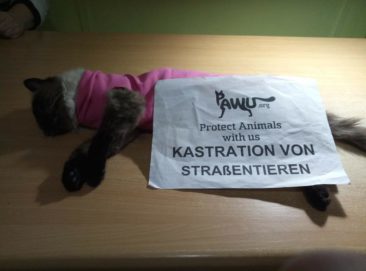 PAWU.org
Protect Animals
with us
KASTRATION VON
STRAßENTIEREN